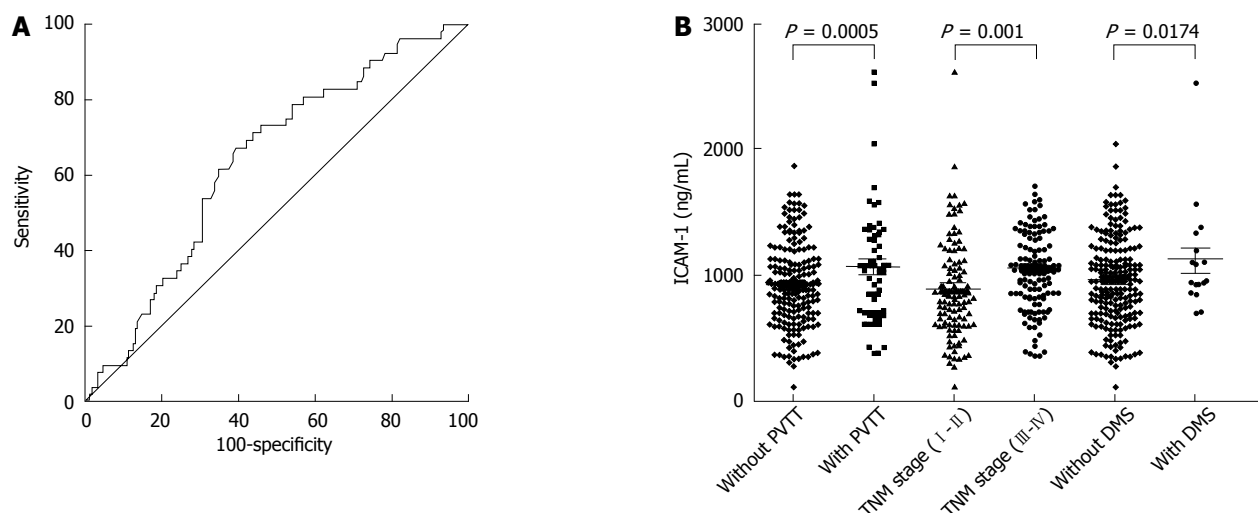 A
100
80
60
40
20
0
Sensitivity
0 20 40 60 80 100
100-specificity
B
P = 0.0005 P = 0.001 P = 0.0174
3000
2000
1000
0
ICAM-1 (ng/mL)
Without PVTT
With PVTT
TNM stage (Ⅰ-Ⅱ)
TNM stage (Ⅲ-Ⅳ)
Without DMS
With DMS